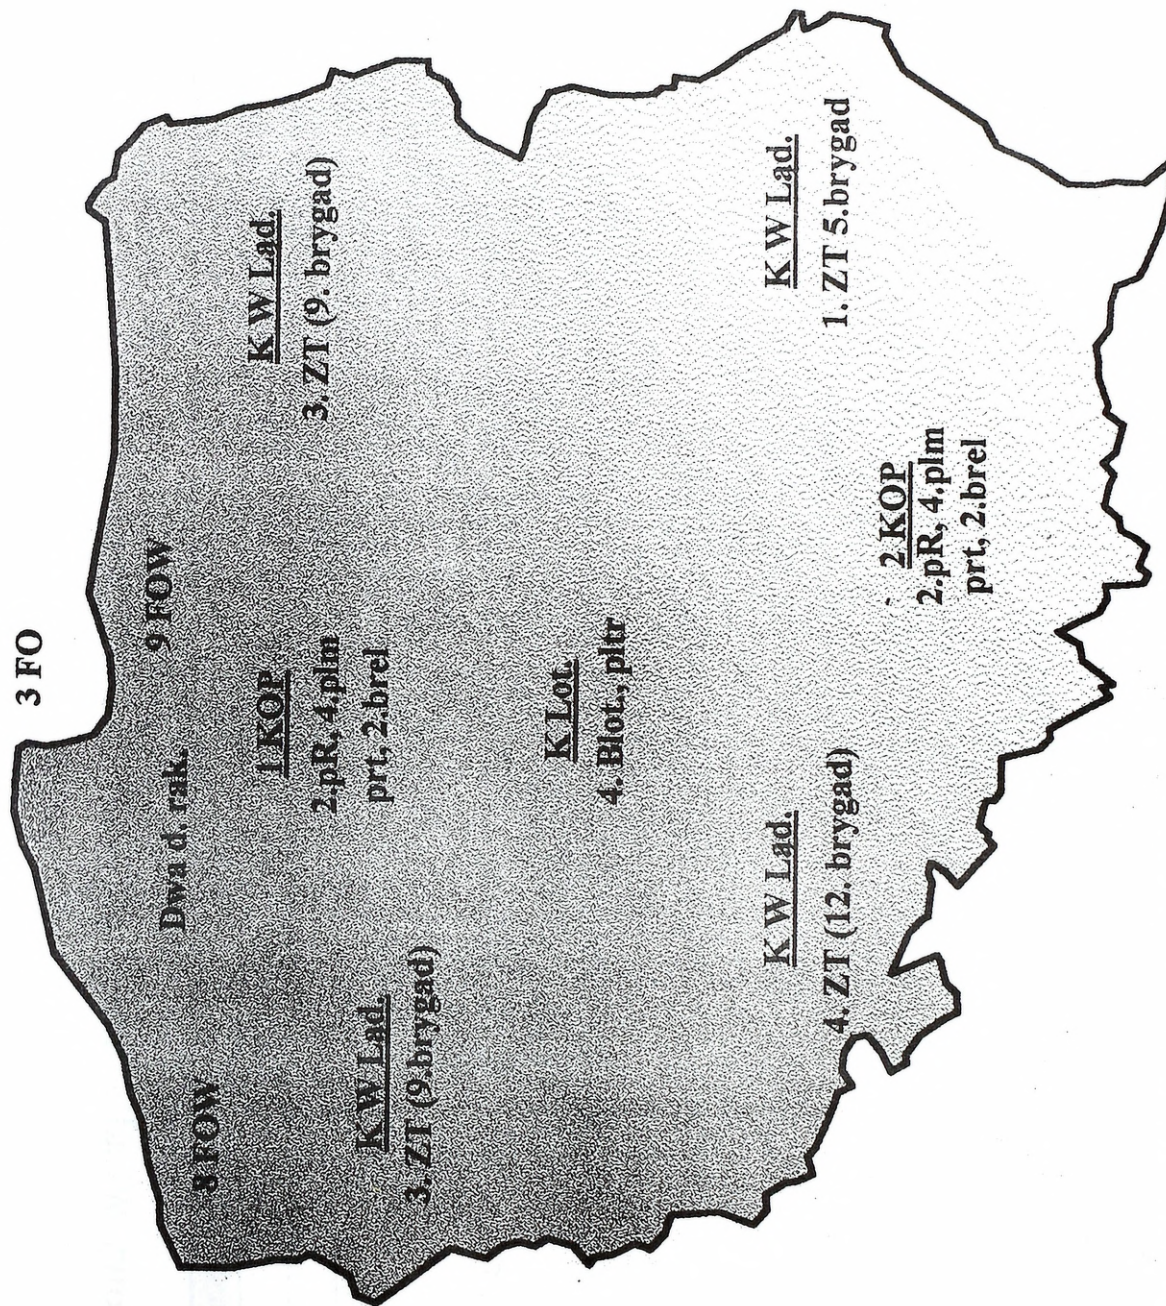 3 FO
8 FOW
Dwa d. rak.
9 FOW
K W Lad.
3. ZT (9.brygad)
1 KOP
2.pR, 4.plm
prt, 2.brel
K W Lad.
3. ZT (9. brygad)
K Lot.
4. Blot., pltr
K W Lad.
4. ZT (12. brygad)
2 KOP
2.pR, 4.plm
prt, 2.brel
K W Lad.
1. ZT 5.brygad